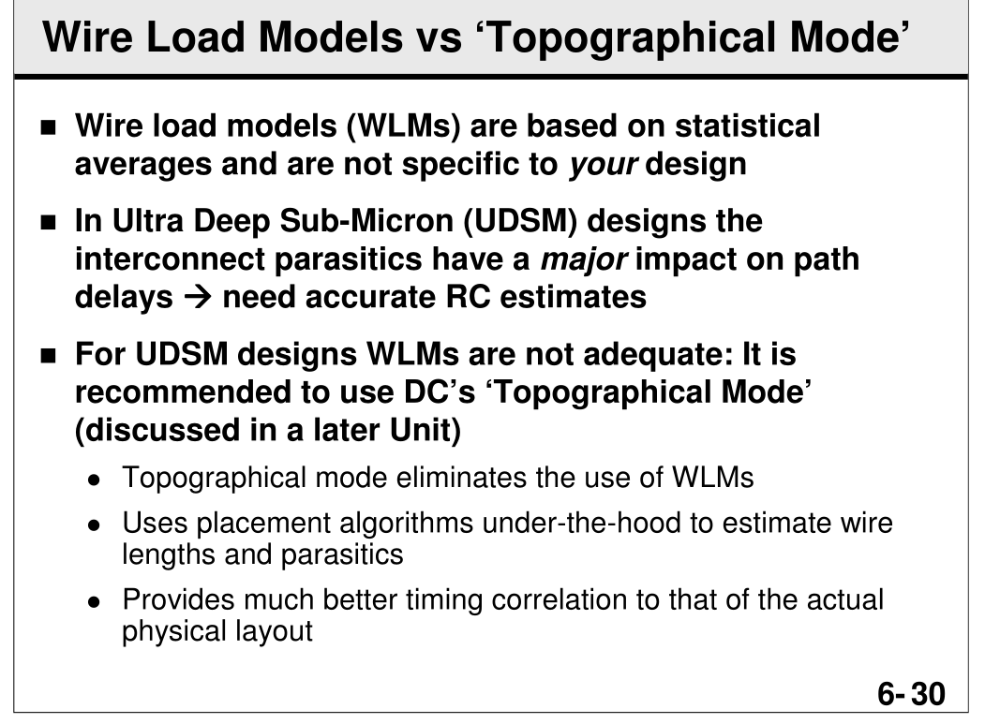 Wire Load Models vs ‘Topographical Mode’
■ Wire load models (WLMs) are based on statistical
averages and are not specific to your design
■ In Ultra Deep Sub-Micron (UDSM) designs the
interconnect parasitics have a major impact on path
delays → need accurate RC estimates
■ For UDSM designs WLMs are not adequate: It is
recommended to use DC’s ‘Topographical Mode’
(discussed in a later Unit)
● Topographical mode eliminates the use of WLMs
● Uses placement algorithms under-the-hood to estimate wire
lengths and parasitics
● Provides much better timing correlation to that of the actual
physical layout
6- 30